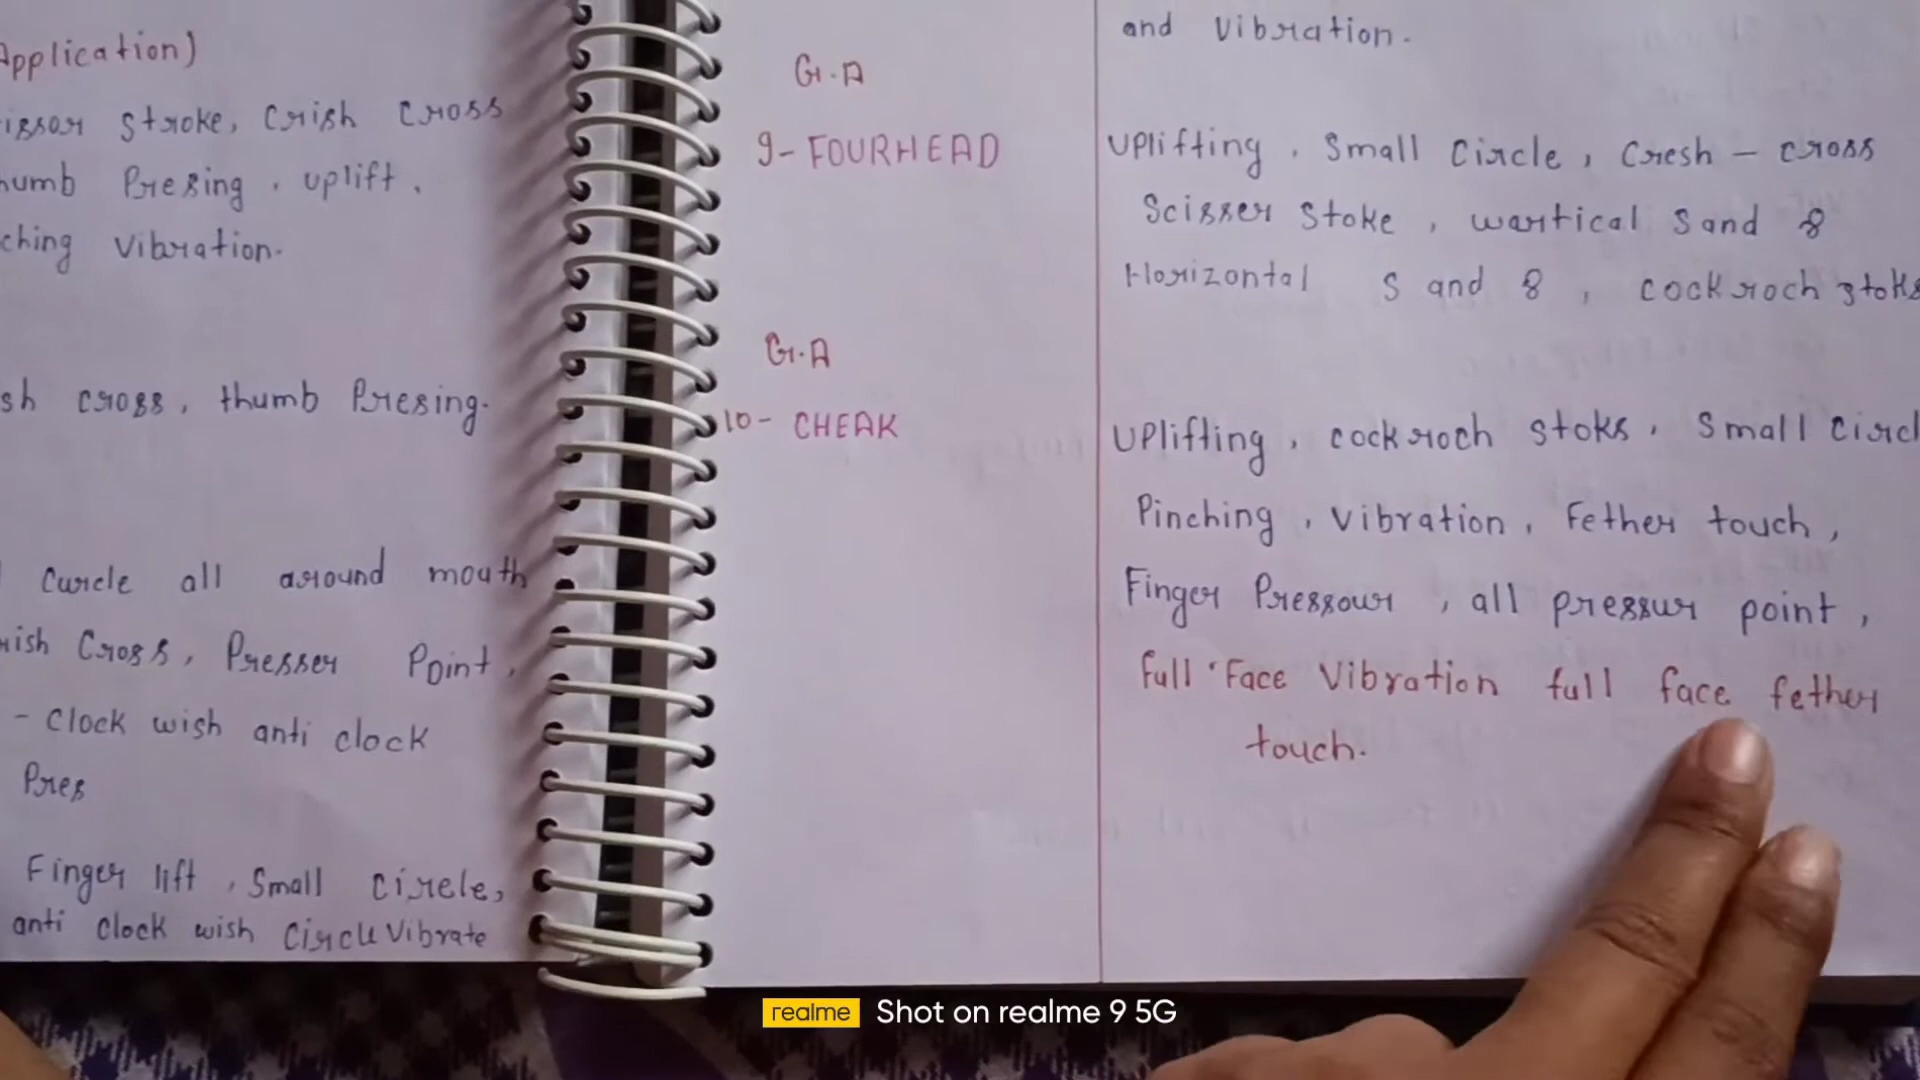 Application)
issor stroke, Crish Cross
humb Presing, uplift,
ching Vibration.
sh cross, thumb Presing.
Curcle all around mouth
rish Cross, Presser Point,
- Clock wish anti clock
Pres
Finger lift, Small Circle,
anti clock wish Circle Vibrate
and Vibration.
G.A
9- FOURHEAD
Uplifting, Small Circle, Cresh - cross
Scisser Stoke, wartical S and 8
Horizontal S and 8, cockroch stoks
G.A
10- CHEAK
Uplifting, cockroch stoks, Small Circl
Pinching, Vibration, Fether touch,
Finger Pressour, all pressur point,
full Face Vibration full face fether
touch.
realme Shot on realme 9 5G